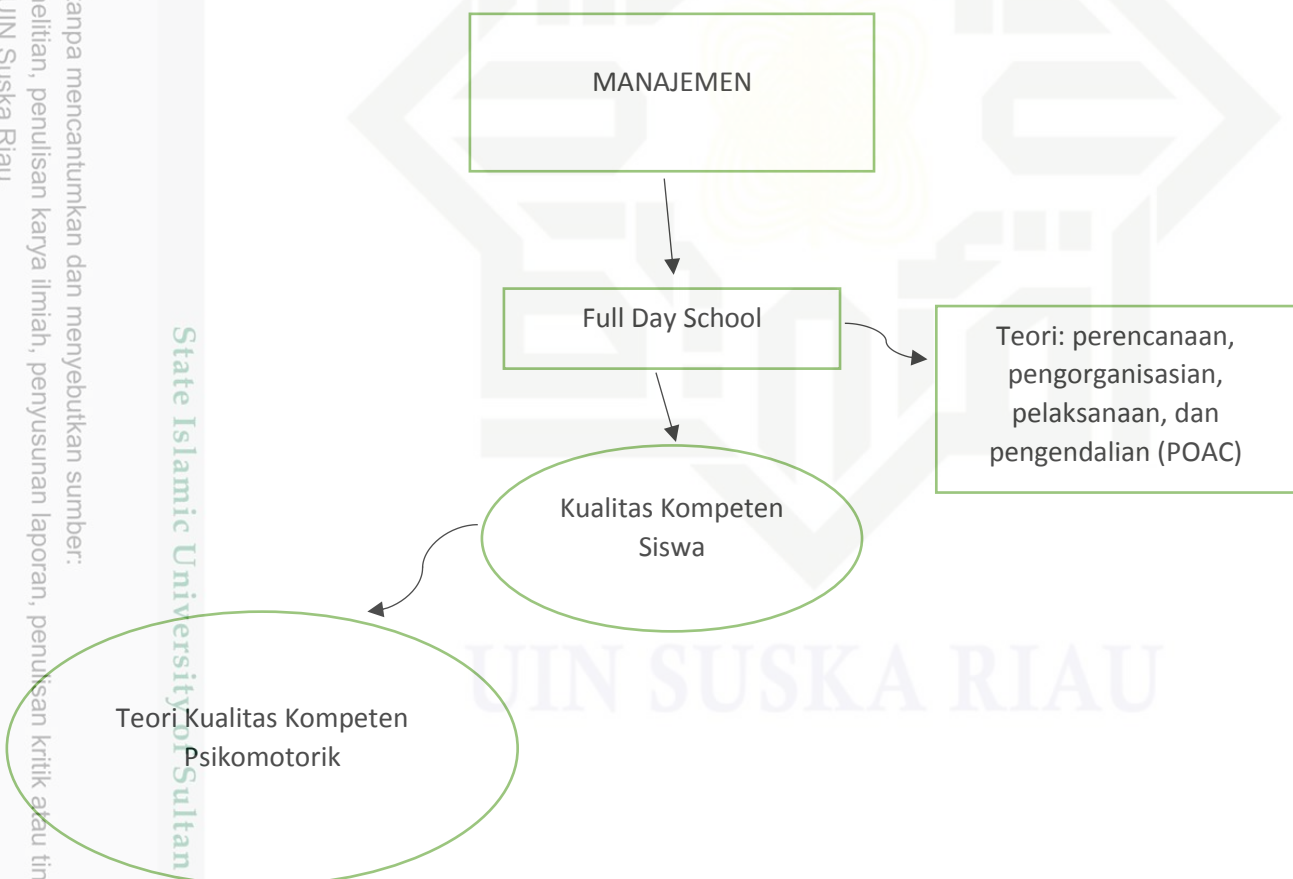 MANAJEMEN
Full Day School
Teori: perencanaan,
pengorganisasian,
pelaksanaan, dan
pengendalian (POAC)
Kualitas Kompeten
Siswa
Teori Kualitas Kompeten
Psikomotorik
UIN SUSKA RIAU
State Islamic University of Sultan
tanpa mencantumkan dan menyebutkan sumber:
penulisan karya ilmiah, penyusunan laporan, penulisan kritik atau
UIN Suska Riau